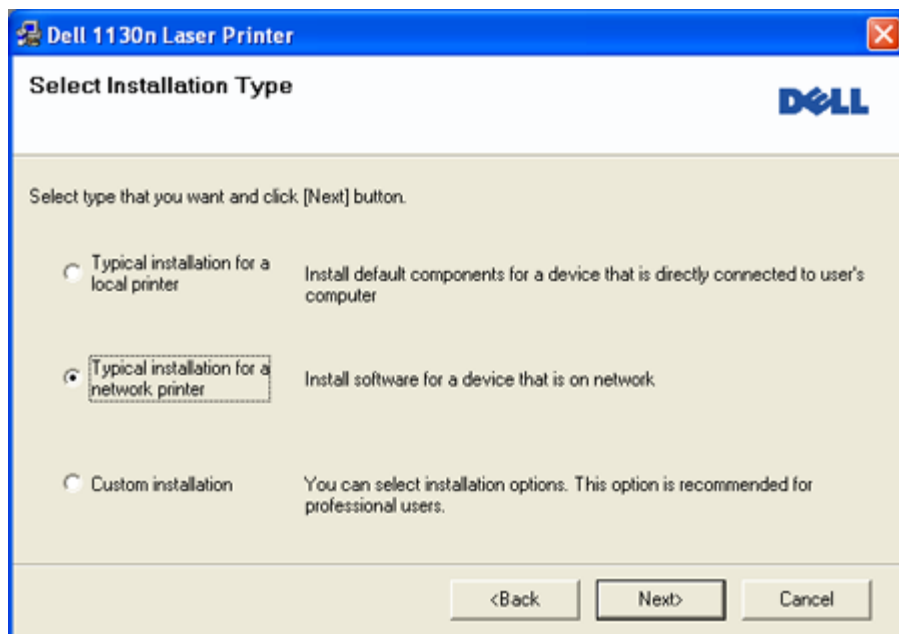 Dell 1130n Laser Printer
Select Installation Type
DELL
Select type that you want and click [Next] button.
Typical installation for a
local printer
Install default components for a device that is directly connected to user's
computer
Typical installation for a
network printer
Install software for a device that is on network
Custom installation
You can select installation options. This option is recommended for
professional users.
<Back
Next>
Cancel